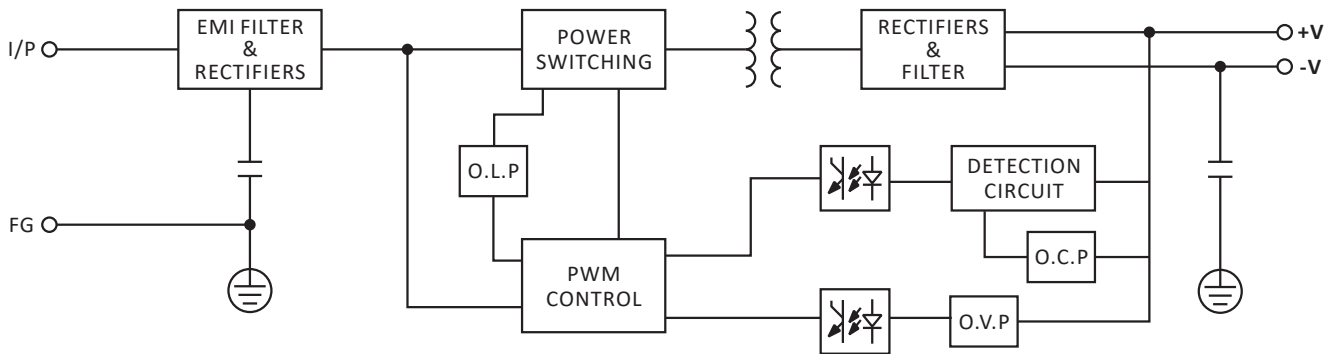 I/P
EMI FILTER
&
RECTIFIERS
POWER
SWITCHING
RECTIFIERS
&
FILTER
+V
-V
O.L.P
DETECTION
CIRCUIT
FG
O.C.P
PWM
CONTROL
O.V.P